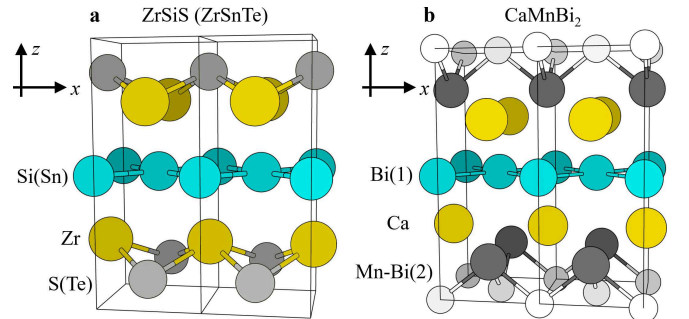 a ZrSiS (ZrSnTe)
z
x
Si(Sn)
Zr
S(Te)
b CaMnBi₂
z
x
Bi(1)
Ca
Mn-Bi(2)